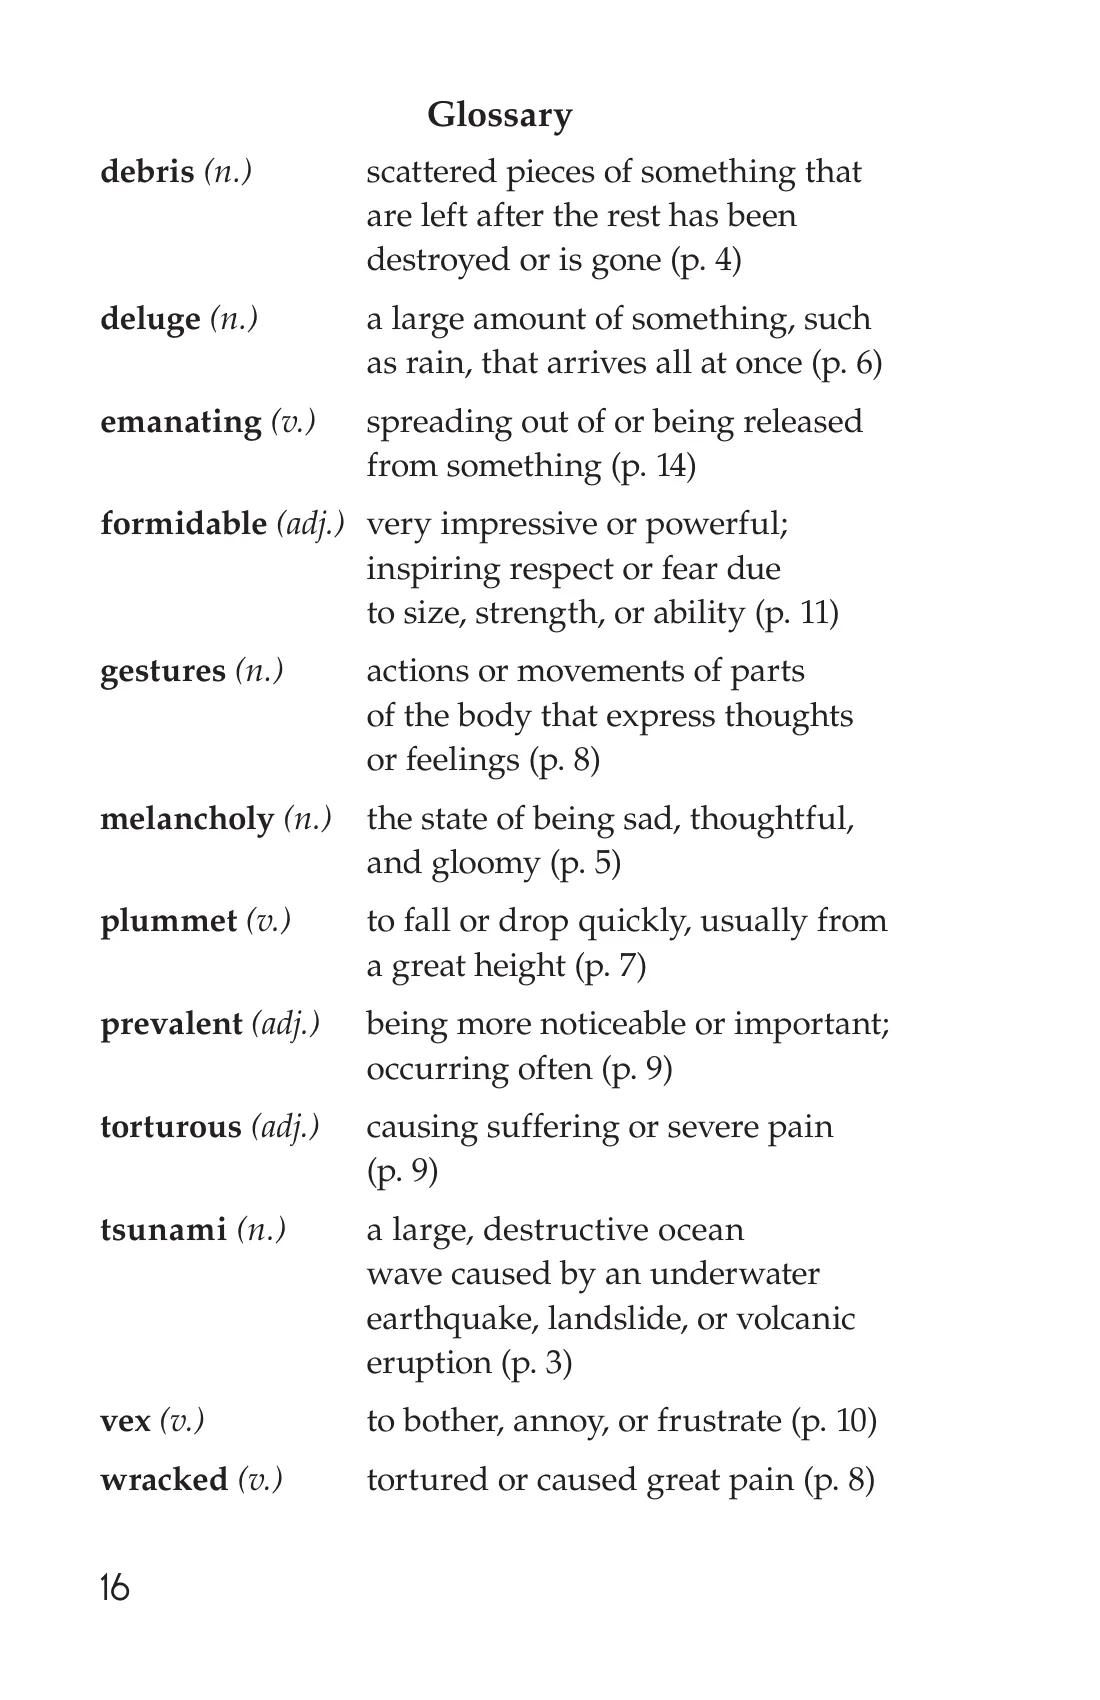 Glossary
debris (n.) scattered pieces of something that
are left after the rest has been
destroyed or is gone (p. 4)
deluge (n.) a large amount of something, such
as rain, that arrives all at once (p. 6)
emanating (v.) spreading out of or being released
from something (p. 14)
formidable (adj.) very impressive or powerful;
inspiring respect or fear due
to size, strength, or ability (p. 11)
gestures (n.) actions or movements of parts
of the body that express thoughts
or feelings (p. 8)
melancholy (n.) the state of being sad, thoughtful,
and gloomy (p. 5)
plummet (v.) to fall or drop quickly, usually from
a great height (p. 7)
prevalent (adj.) being more noticeable or important;
occurring often (p. 9)
torturous (adj.) causing suffering or severe pain
(p. 9)
tsunami (n.) a large, destructive ocean
wave caused by an underwater
earthquake, landslide, or volcanic
eruption (p. 3)
vex (v.) to bother, annoy, or frustrate (p. 10)
wracked (v.) tortured or caused great pain (p. 8)
16